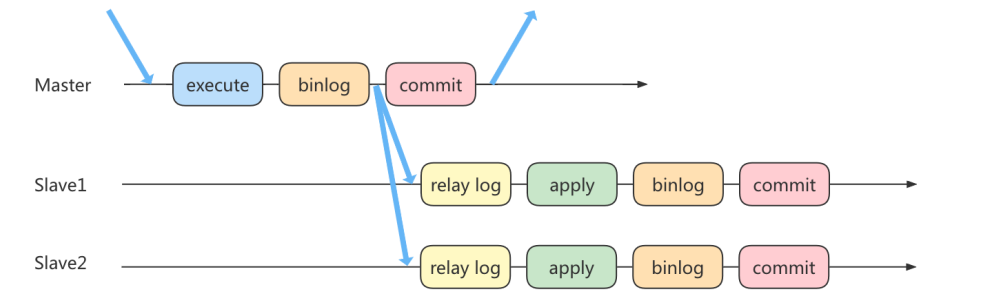 Master execute binlog commit
Slave1 relay log apply binlog commit
Slave2 relay log apply binlog commit